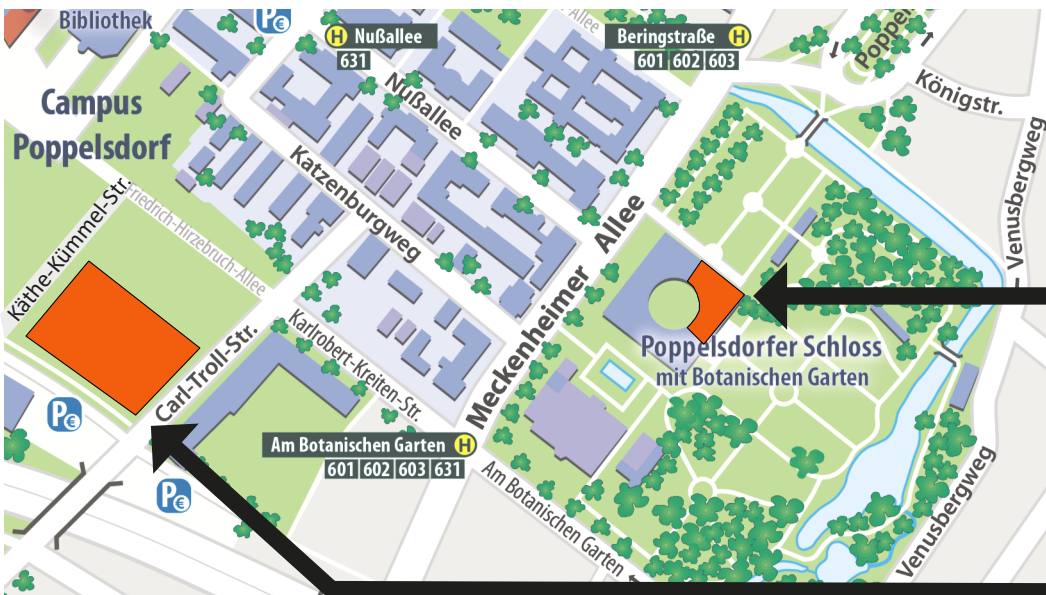 Bibliothek
P€
H Nußallee
631
Allee
Beringstraße H
601 602 603
Poppel
Königstr.
Campus
Poppelsdorf
Nußallee
Katzenburgweg
Venusbergweg
Käthe-Kümmel-Str.
Friedrich-Hirzebruch-Allee
Meckenheimer Allee
Carl-Troll-Str.
Karlrobert-Kreiten-Str.
Poppelsdorfer Schloss
mit Botanischen Garten
P€
Am Botanischen Garten H
601 602 603 631
P€
Am Botanischen Garten
Venusbergweg